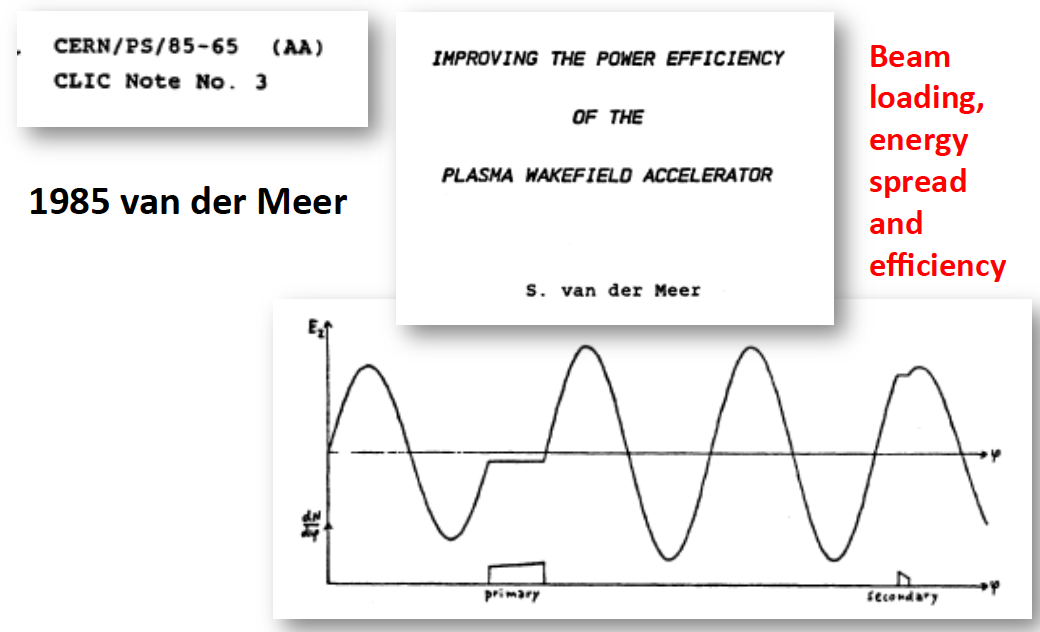 CERN/PS/85-65 (AA)
CLIC Note No. 3
IMPROVING THE POWER EFFICIENCY
OF THE
PLASMA WAKEFIELD ACCELERATOR
S. van der Meer
1985 van der Meer
Beam
loading,
energy
spread
and
efficiency
Ez
φ
dN
dφ
primary
secondary
φ